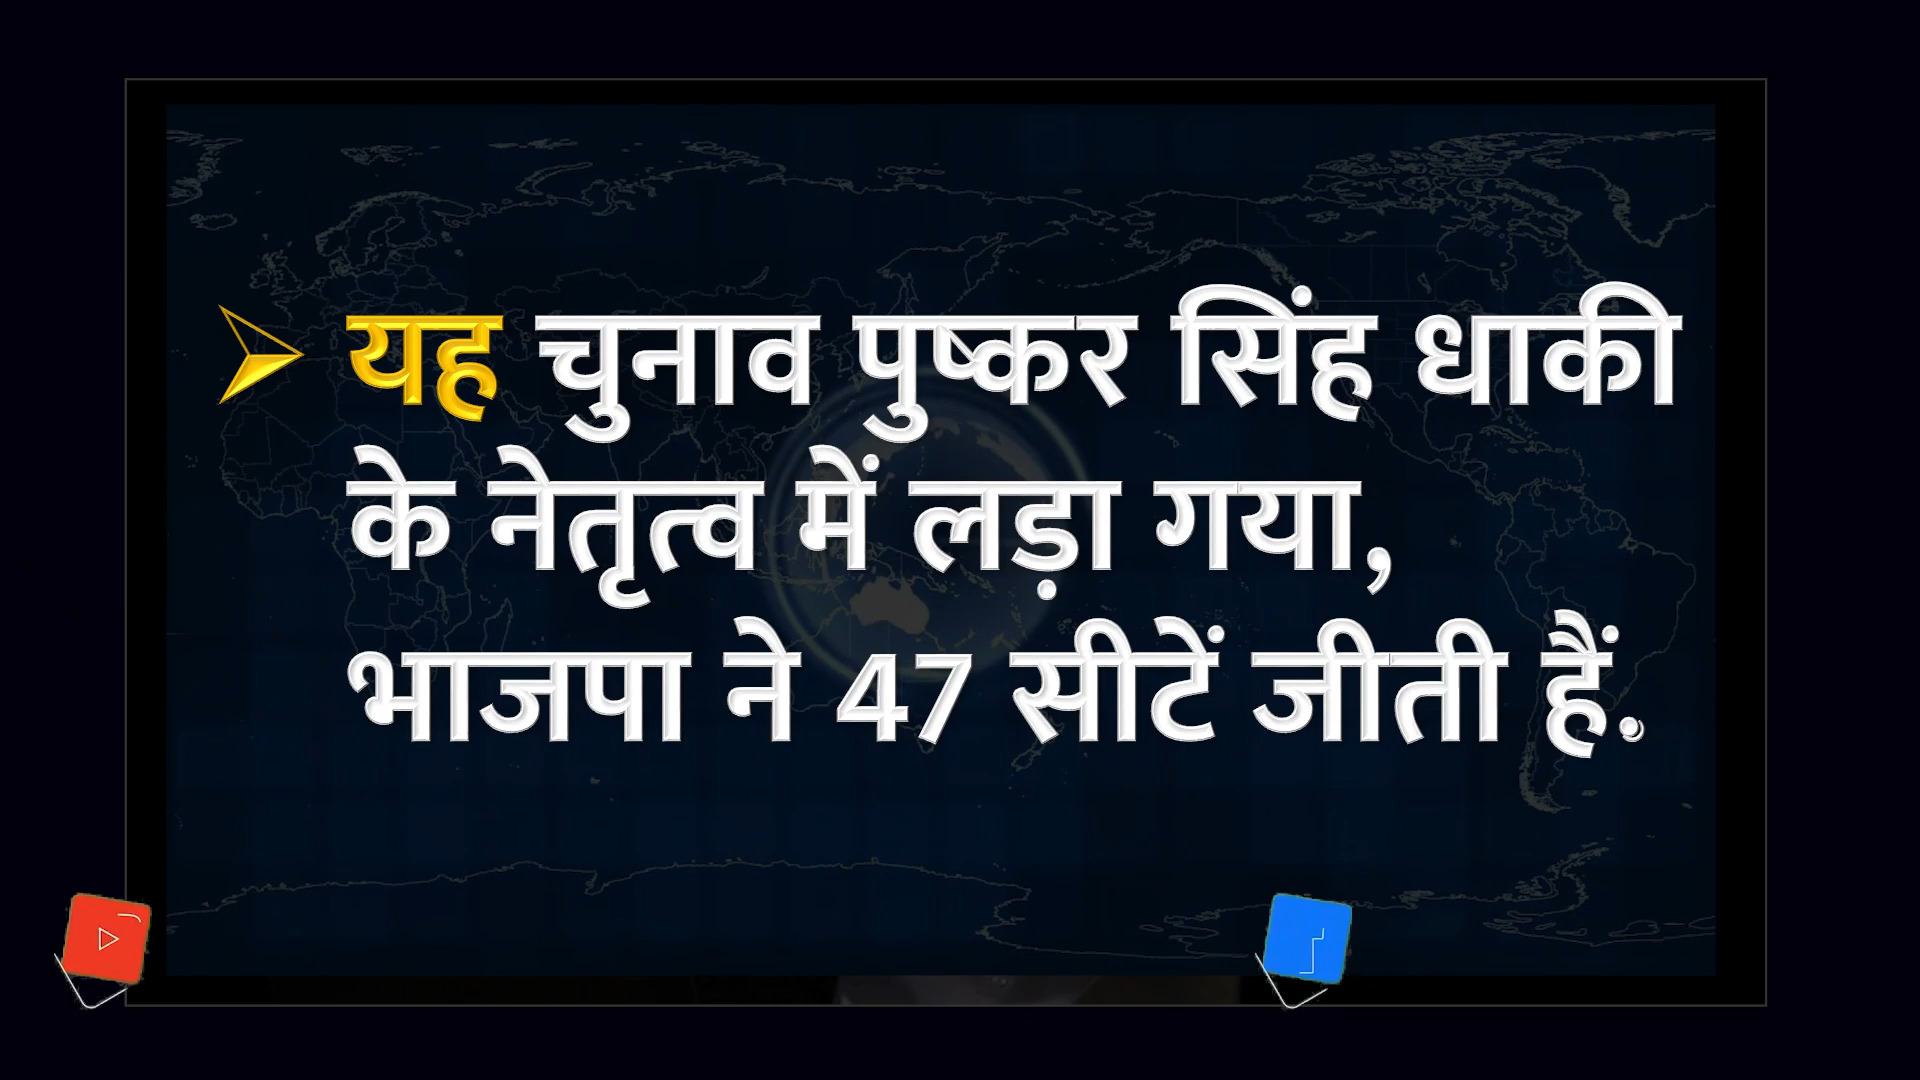 यह चुनाव पुष्कर सिंह धाकी
के नेतृत्व में लड़ा गया,
भाजपा ने 47 सीटें जीती हैं.